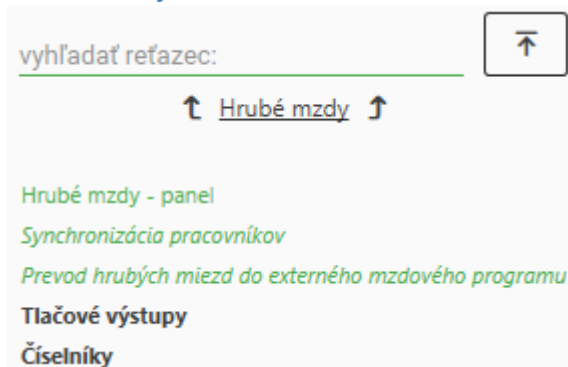 vyhľadať reťazec:
Hrubé mzdy
Hrubé mzdy - panel
Synchronizácia pracovníkov
Prevod hrubých miezd do externého mzdového programu
Tlačové výstupy
Číselníky